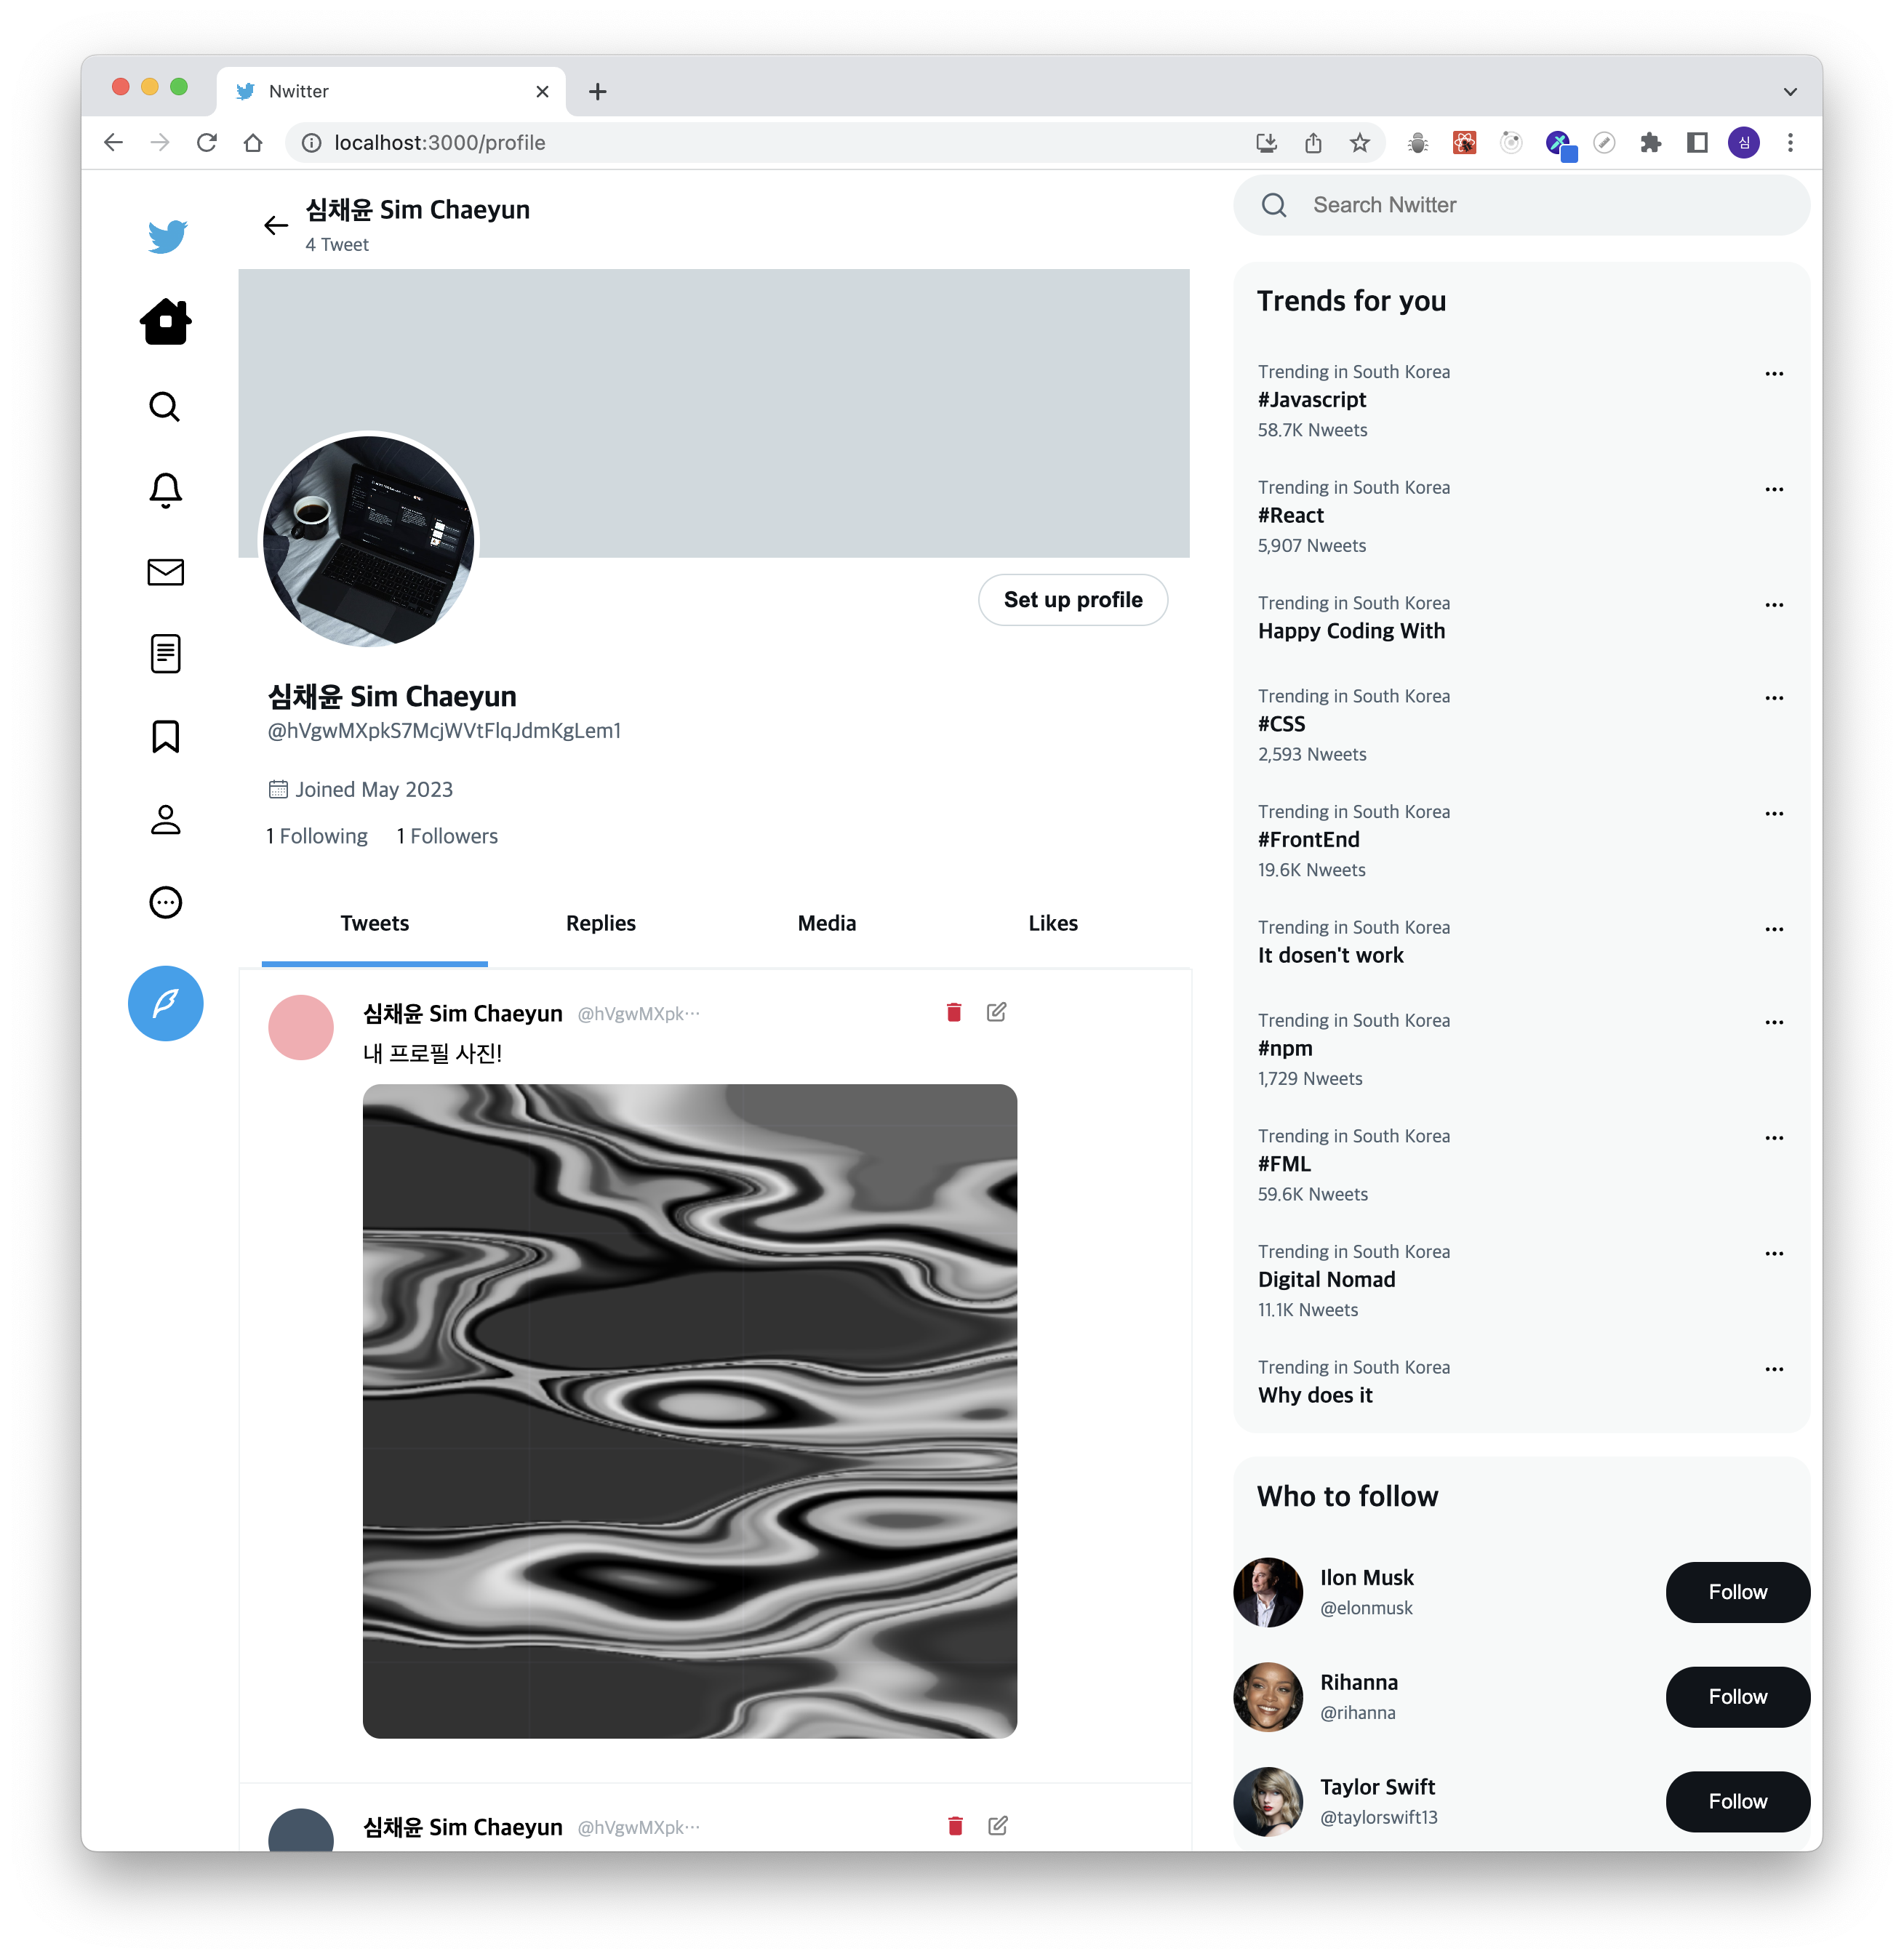 Nwitter
localhost:3000/profile
심
심채윤 Sim Chaeyun
4 Tweet
Set up profile
심채윤 Sim Chaeyun
@hVgwMXpkS7McjWVtFlqJdmKgLem1
Joined May 2023
1 Following 1 Followers
Tweets Replies Media Likes
심채윤 Sim Chaeyun @hVgwMXpk…
내 프로필 사진!
심채윤 Sim Chaeyun @hVgwMXpk…
Search Nwitter
Trends for you
Trending in South Korea
#Javascript
58.7K Nweets
Trending in South Korea
#React
5,907 Nweets
Trending in South Korea
Happy Coding With
Trending in South Korea
#CSS
2,593 Nweets
Trending in South Korea
#FrontEnd
19.6K Nweets
Trending in South Korea
It dosen't work
Trending in South Korea
#npm
1,729 Nweets
Trending in South Korea
#FML
59.6K Nweets
Trending in South Korea
Digital Nomad
11.1K Nweets
Trending in South Korea
Why does it
Who to follow
Ilon Musk
@elonmusk
Follow
Rihanna
@rihanna
Follow
Taylor Swift
@taylorswift13
Follow